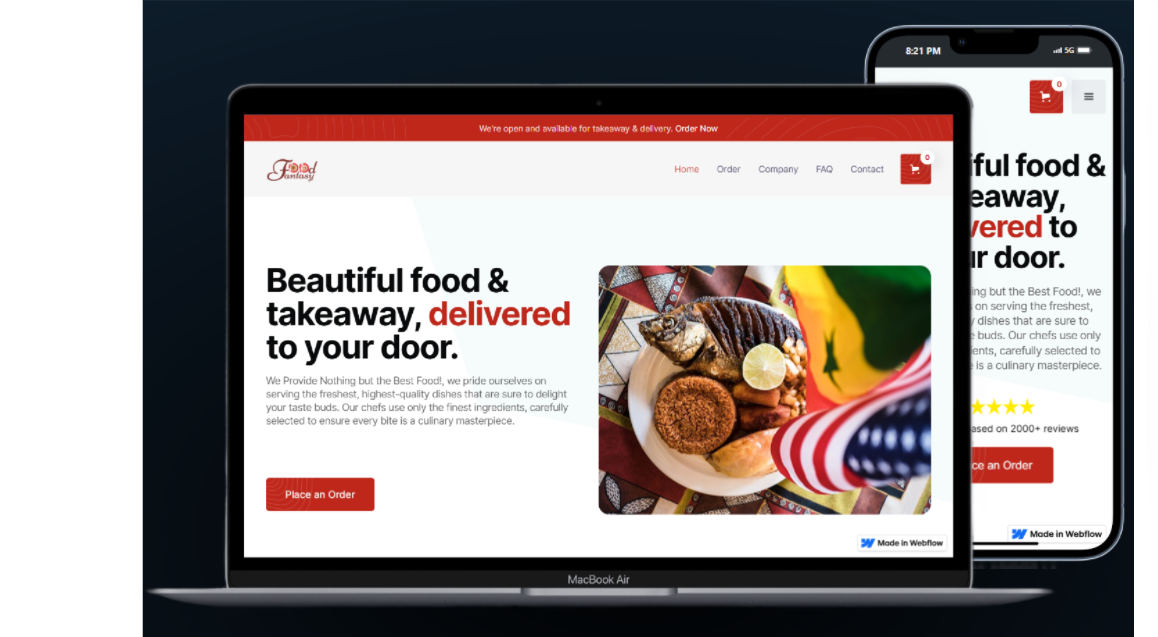 We're open and available for takeaway & delivery. Order Now
Food
Fantasy
Home
Order
Company
FAQ
Contact
0
Beautiful food &
takeaway, delivered
to your door.
We Provide Nothing but the Best Food!, we pride ourselves on
serving the freshest, highest-quality dishes that are sure to delight
your taste buds. Our chefs use only the finest ingredients, carefully
selected to ensure every bite is a culinary masterpiece.
Place an Order
Made in Webflow
MacBook Air
8:21 PM
5G
0
ful food &
eaway,
vered to
ur door.
ing but the Best Food!, we
on serving the freshest,
y dishes that are sure to
e buds. Our chefs use only
ents, carefully selected to
e is a culinary masterpiece.
ased on 2000+ reviews
ce an Order
Made in Webflow